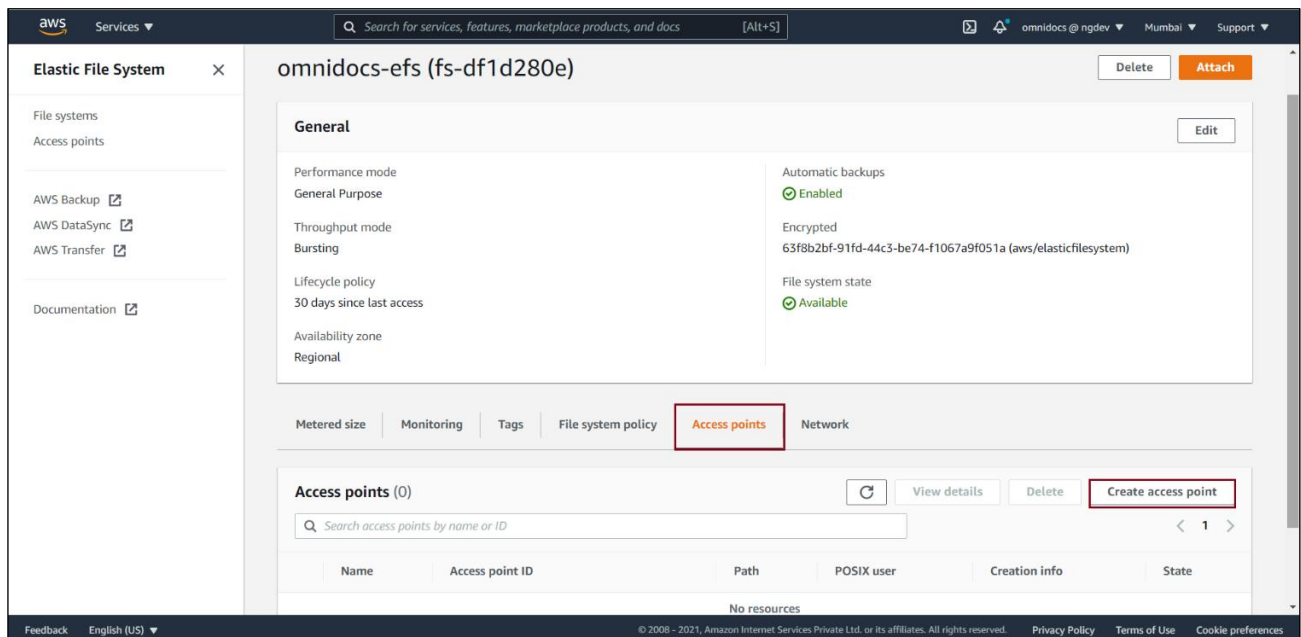 aws Services ▼ Search for services, features, marketplace products, and docs [Alt+S] omnidocs @ ngdev ▼ Mumbai ▼ Support ▼
Elastic File System
File systems
Access points
AWS Backup
AWS DataSync
AWS Transfer
Documentation
omnidocs-efs (fs-df1d280e) Delete Attach
General Edit
Performance mode
General Purpose
Throughput mode
Bursting
Lifecycle policy
30 days since last access
Availability zone
Regional
Automatic backups
Enabled
Encrypted
63f8b2bf-91fd-44c3-be74-f1067a9f051a (aws/elasticfilesystem)
File system state
Available
Metered size Monitoring Tags File system policy Access points Network
Access points (0) View details Delete Create access point
Search access points by name or ID < 1 >
Name Access point ID Path POSIX user Creation info State
No resources
Feedback English (US) ▼ © 2008 - 2021, Amazon Internet Services Private Ltd. or its affiliates. All rights reserved. Privacy Policy Terms of Use Cookie preferences